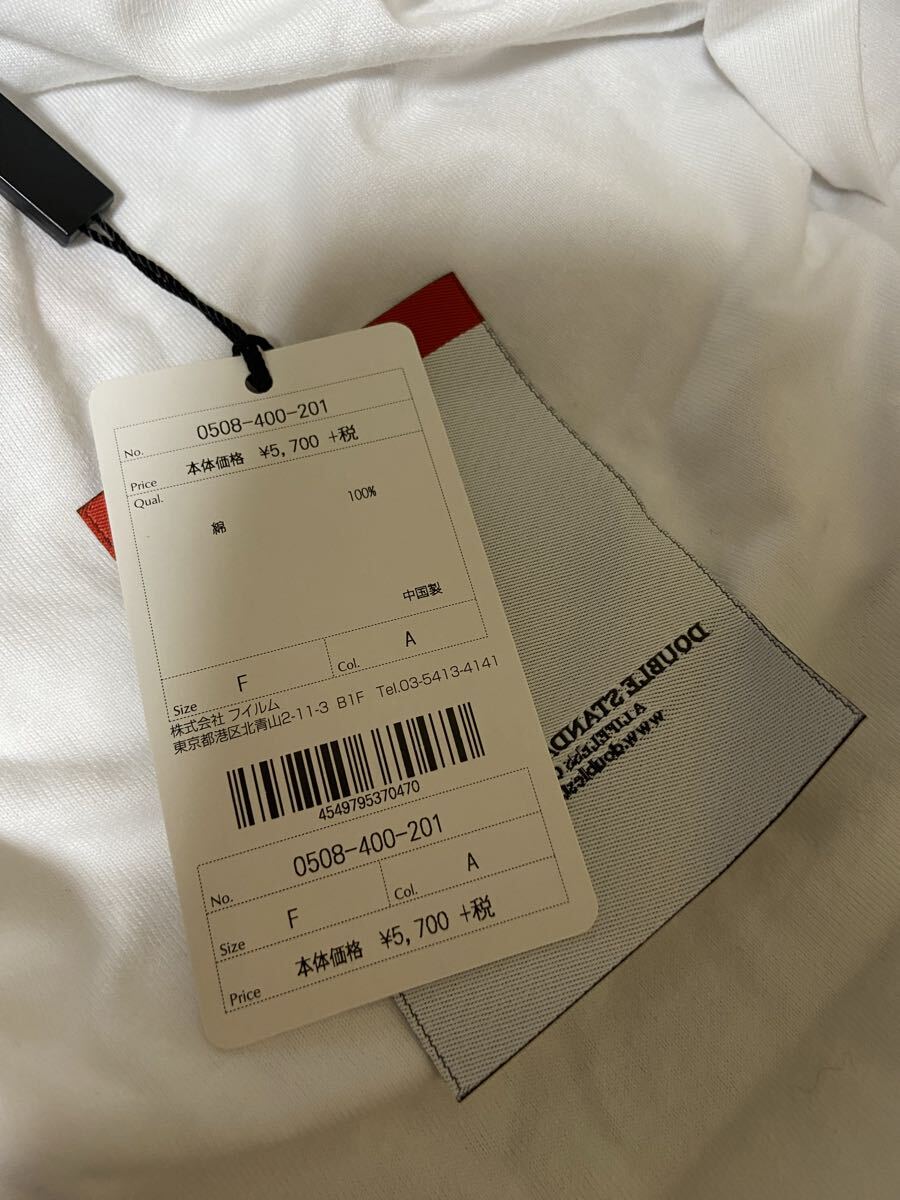 No. 0508-400-201
Price 本体価格 ¥5,700 +税
Qual.
綿 100%
中国製
Size F Col. A
株式会社 フイルム
東京都港区北青山2-11-3 B1F Tel.03-5413-4141
4549795370470
No. 0508-400-201
Size F Col. A
Price 本体価格 ¥5,700 +税
DOUBLE STAND
A LIFELESS
www.doublest